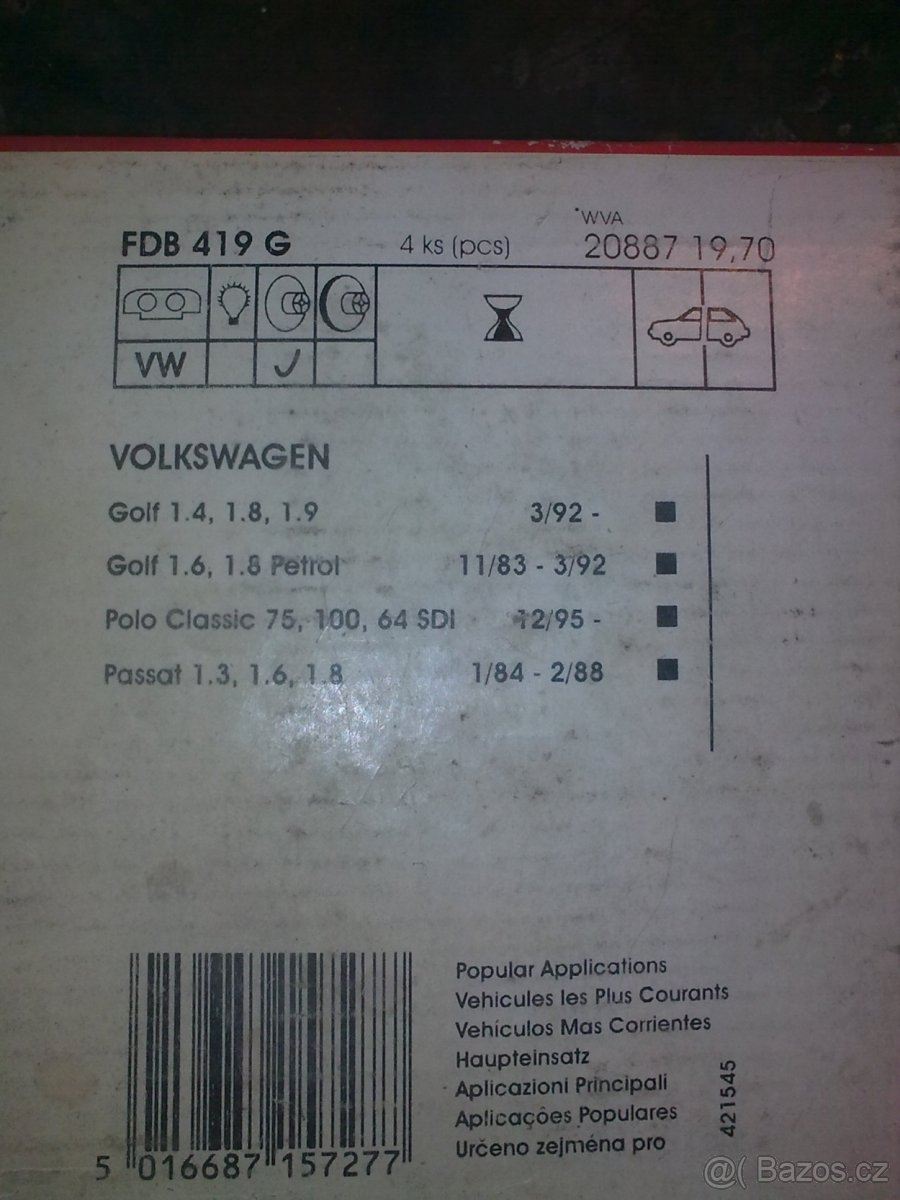 *WVA
FDB 419 G 4 ks (pcs) 20887 19,70
VW
VOLKSWAGEN
Golf 1.4, 1.8, 1.9 3/92 -
Golf 1.6, 1.8 Petrol 11/83 - 3/92
Polo Classic 75, 100, 64 SDI 12/95 -
Passat 1.3, 1.6, 1.8 1/84 - 2/88
Popular Applications
Vehicules les Plus Courants
Vehículos Mas Corrientes
Haupteinsatz
Aplicazioni Principali
Aplicações Populares
Určeno zejména pro
421545
5 016687 157277
@( Bazos.cz